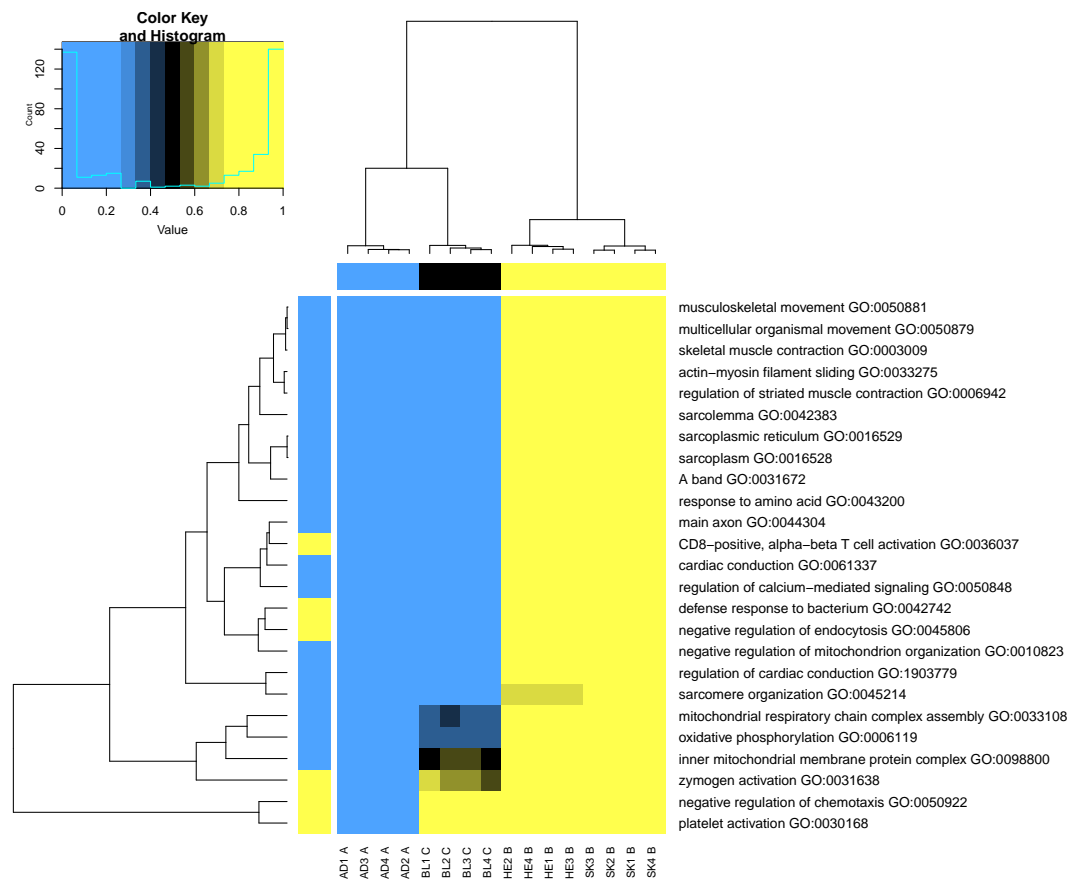 Color Key
and Histogram
Count
0 40 80 120
0 0.2 0.4 0.6 0.8 1
Value
musculoskeletal movement GO:0050881
multicellular organismal movement GO:0050879
skeletal muscle contraction GO:0003009
actin−myosin filament sliding GO:0033275
regulation of striated muscle contraction GO:0006942
sarcolemma GO:0042383
sarcoplasmic reticulum GO:0016529
sarcoplasm GO:0016528
A band GO:0031672
response to amino acid GO:0043200
main axon GO:0044304
CD8−positive, alpha−beta T cell activation GO:0036037
cardiac conduction GO:0061337
regulation of calcium−mediated signaling GO:0050848
defense response to bacterium GO:0042742
negative regulation of endocytosis GO:0045806
negative regulation of mitochondrion organization GO:0010823
regulation of cardiac conduction GO:1903779
sarcomere organization GO:0045214
mitochondrial respiratory chain complex assembly GO:0033108
oxidative phosphorylation GO:0006119
inner mitochondrial membrane protein complex GO:0098800
zymogen activation GO:0031638
negative regulation of chemotaxis GO:0050922
platelet activation GO:0030168
AD1 A
AD3 A
AD4 A
AD2 A
BL1 C
BL2 C
BL3 C
BL4 C
HE2 B
HE4 B
HE1 B
HE3 B
SK3 B
SK2 B
SK1 B
SK4 B